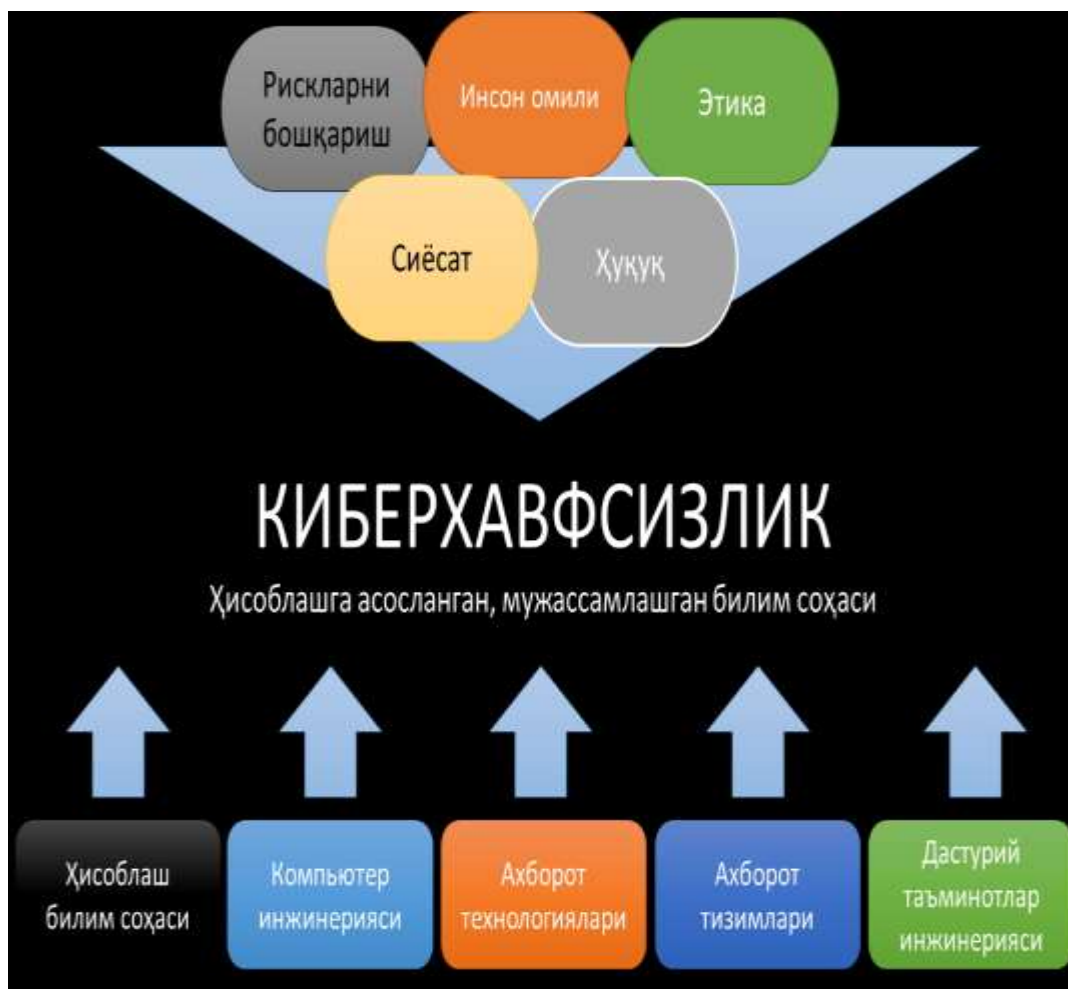 Рискларни
бошқариш
Инсон омили
Этика
Сиёсат
Ҳуқуқ
КИБЕРХАВФСИЗЛИК
Ҳисоблашга асосланган, мужассамлашган билим соҳаси
Ҳисоблаш
билим соҳаси
Компьютер
инжинерияси
Ахборот
технологиялари
Ахборот
тизимлари
Дастурий
таъминотлар
инжинерияси